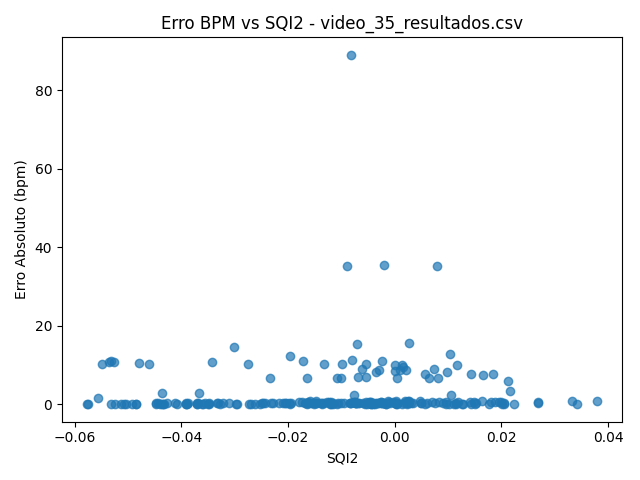 Erro BPM vs SQI2 - video_35_resultados.csv
Erro Absoluto (bpm)
80
60
40
20
0
−0.06 −0.04 −0.02 0.00 0.02 0.04
SQI2